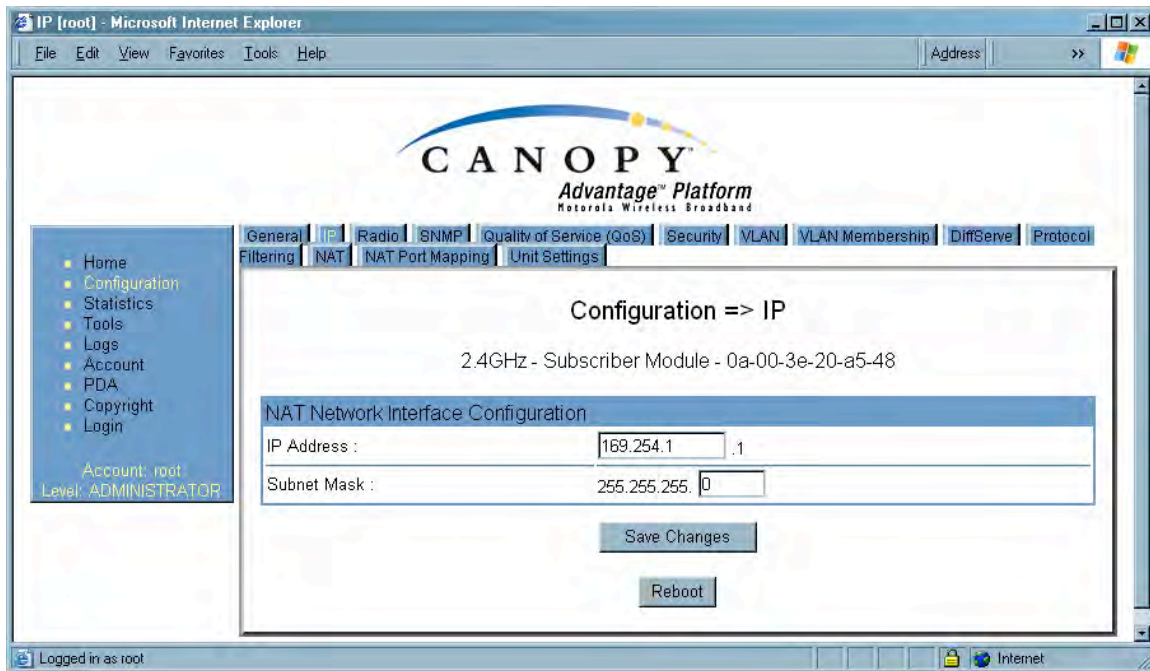 IP [root] - Microsoft Internet Explorer
File Edit View Favorites Tools Help Address »
CANOPY™
Advantage™ Platform
Motorola Wireless Broadband
General IP Radio SNMP Quality of Service (QoS) Security VLAN VLAN Membership DiffServe Protocol
Filtering NAT NAT Port Mapping Unit Settings
Home
Configuration
Statistics
Tools
Logs
Account
PDA
Copyright
Login
Account: root
Level: ADMINISTRATOR
Configuration => IP
2.4GHz - Subscriber Module - 0a-00-3e-20-a5-48
NAT Network Interface Configuration
IP Address : 169.254.1 .1
Subnet Mask : 255.255.255. 0
Save Changes
Reboot
Logged in as root Internet